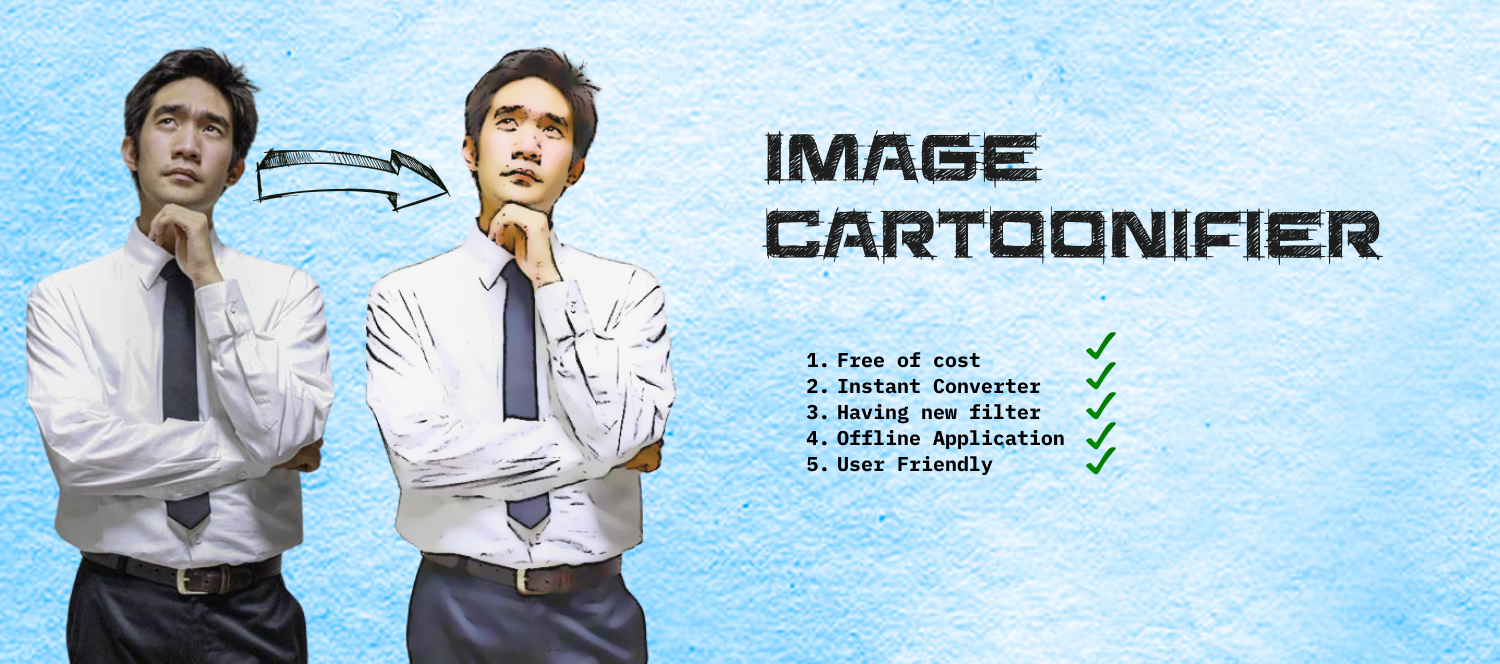 IMAGE
CARTOONIFIER
1. Free of cost
2. Instant Converter
3. Having new filter
4. Offline Application
5. User Friendly